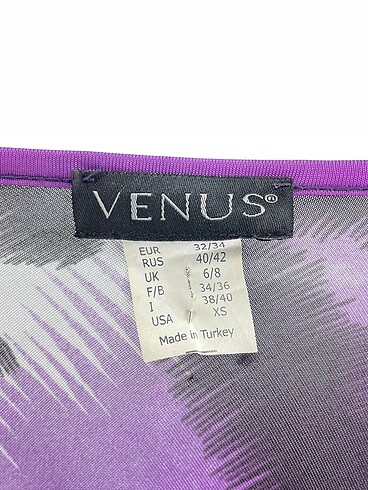 VENUS®
EUR 32/34
RUS 40/42
UK 6/8
F/B 34/36
I 38/40
USA XS
Made in Turkey